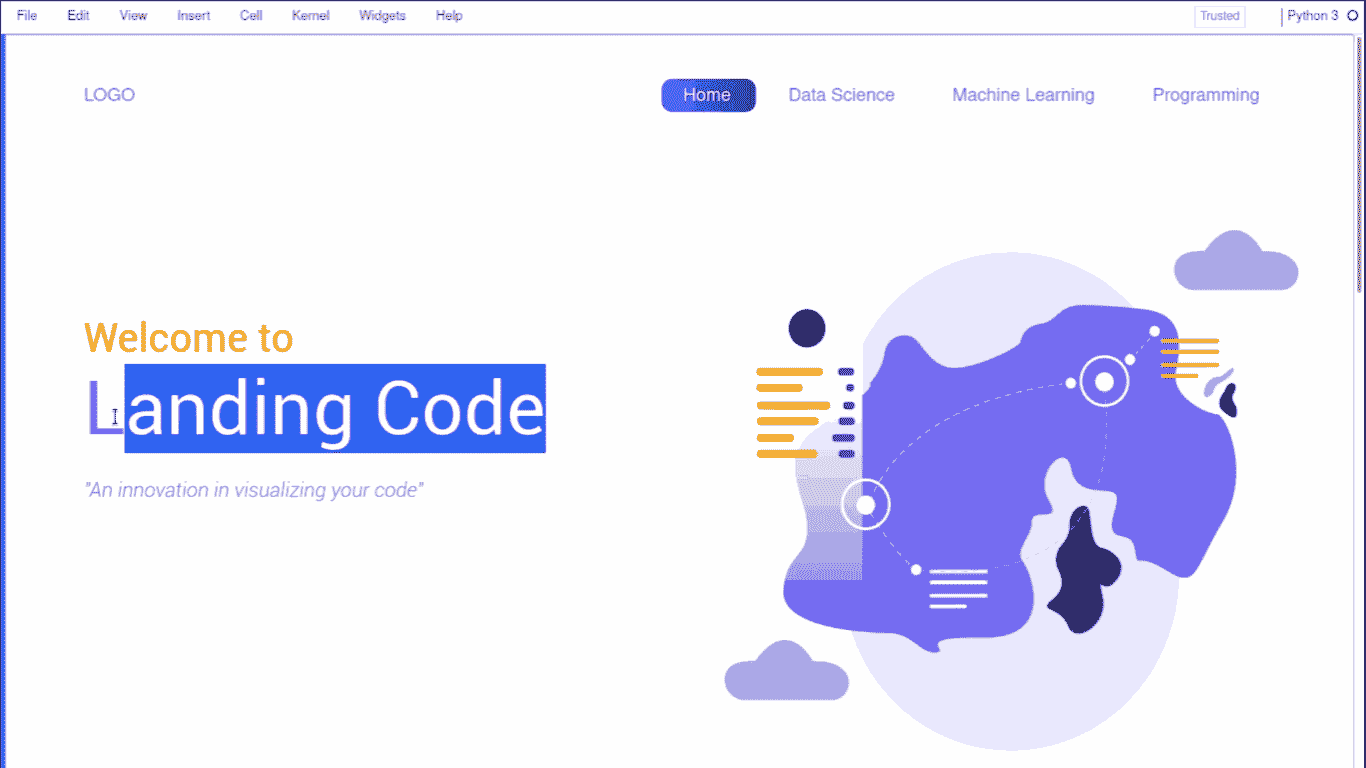 File Edit View Insert Cell Kernel Widgets Help Trusted Python 3
LOGO Home Data Science Machine Learning Programming
Welcome to
Landing Code
"An innovation in visualizing your code"